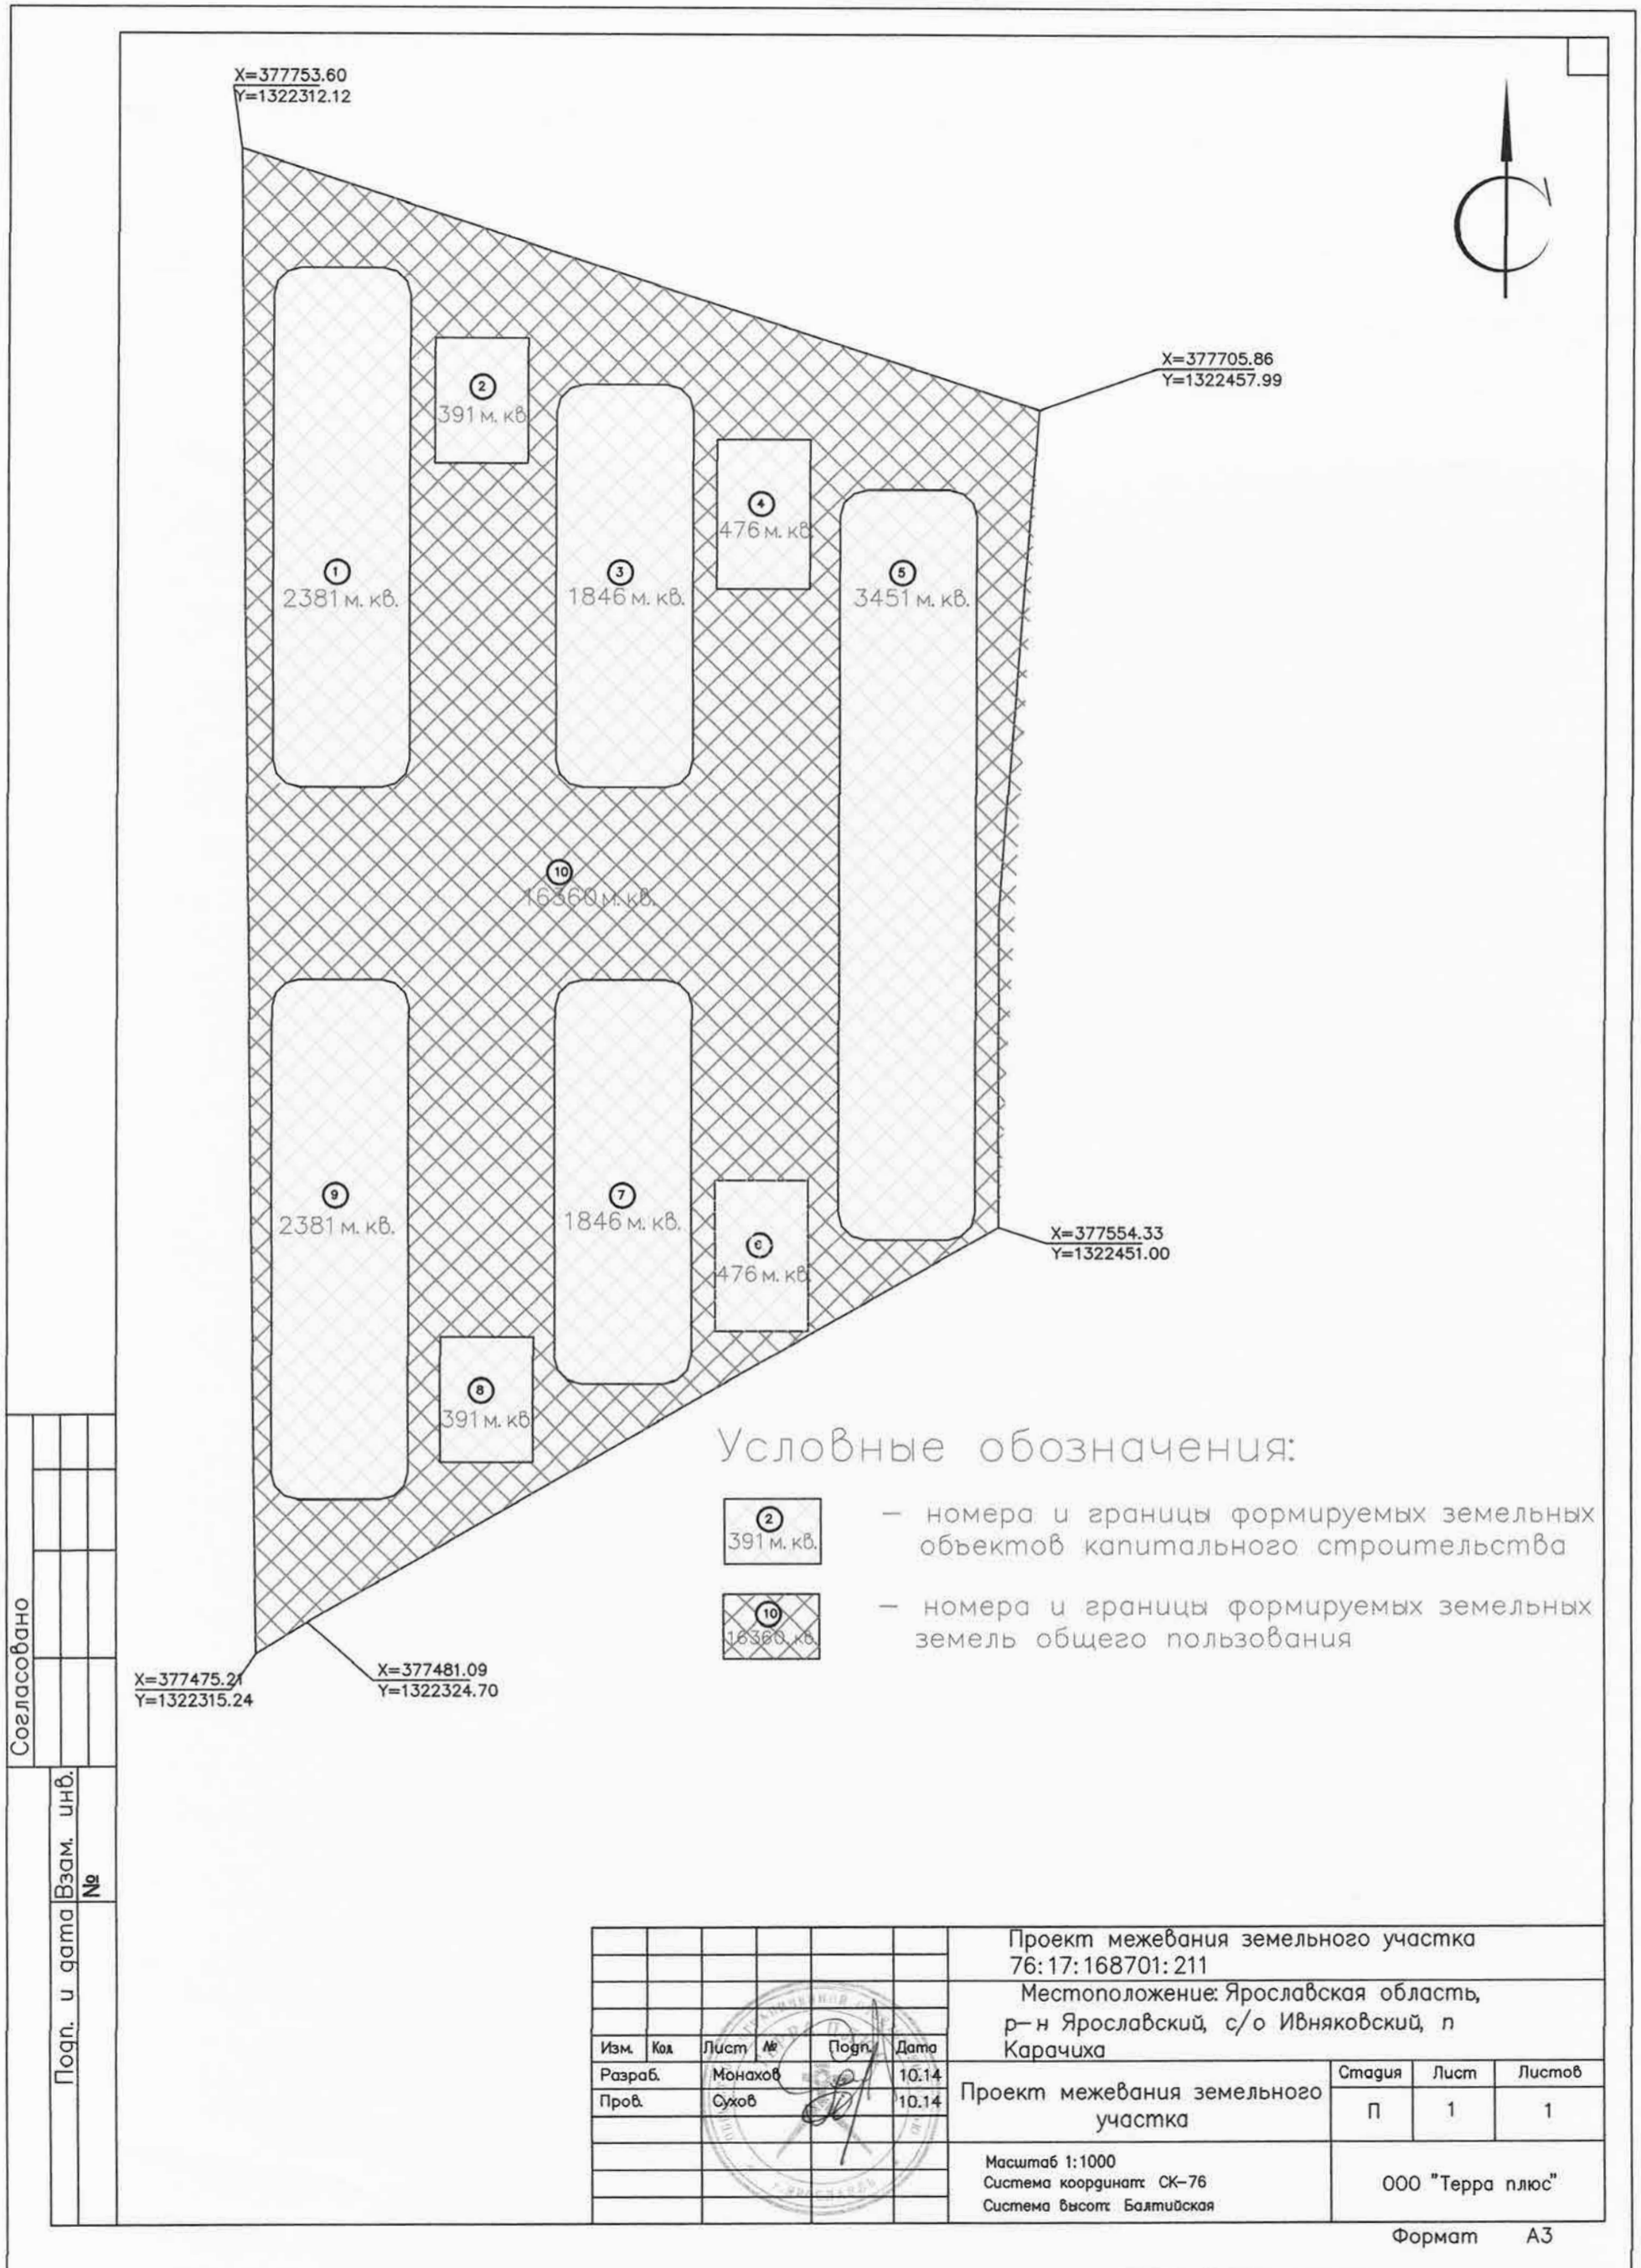 X=377753.60
Y=1322312.12
X=377705.86
Y=1322457.99
С
2
391 м. кв
4
476 м. кв.
1
2381 м. кв.
3
1846 м. кв.
5
3451 м. кв.
10
16360 м. кв.
9
2381 м. кв.
7
1846 м. кв.
476 м. кв
X=377554.33
Y=1322451.00
8
391 м. кв
Условные обозначения:
2
391 м. кв.
– номера и границы формируемых земельных
объектов капитального строительства
10
16360 кв.
– номера и границы формируемых земельных
земель общего пользования
X=377475.21
Y=1322315.24
X=377481.09
Y=1322324.70
Согласовано
Взам. инв.
№
Подп. и дата
Проект межевания земельного участка
76:17:168701:211
Местоположение: Ярославская область,
р-н Ярославский, с/о Ивняковский, п
Карачиха
Изм. Кол Лист № Подп. Дата
Разраб. Монахов 10.14
Пров. Сухов 10.14
Проект межевания земельного
участка
Стадия Лист Листов
П 1 1
Масштаб 1:1000
Система координат: СК-76
Система высот: Балтийская
ООО "Терра плюс"
Формат А3